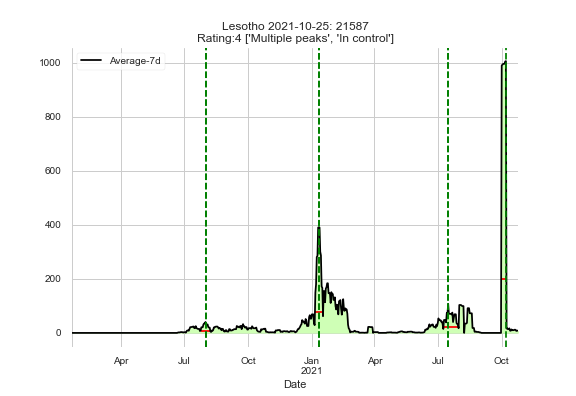 Lesotho 2021-10-25: 21587
Rating:4 ['Multiple peaks', 'In control']
Average-7d
1000
800
600
400
200
0
Apr
Jul
Oct
Jan
2021
Apr
Jul
Oct
Date